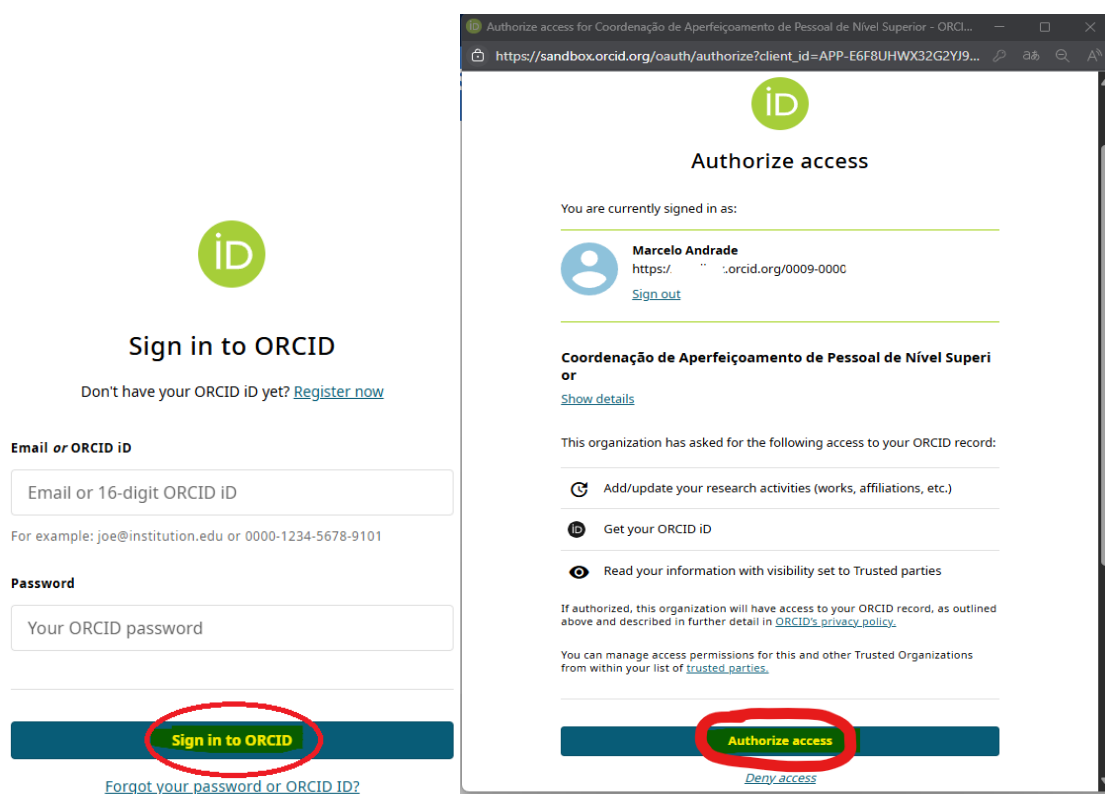 iD
Sign in to ORCID
Don't have your ORCID iD yet? Register now
Email or ORCID iD
Email or 16-digit ORCID iD
For example: joe@institution.edu or 0000-1234-5678-9101
Password
Your ORCID password
Sign in to ORCID
Forgot your password or ORCID ID?
Authorize access for Coordenação de Aperfeiçoamento de Pessoal de Nível Superior - ORCI...
https://sandbox.orcid.org/oauth/authorize?client_id=APP-E6F8UHWX32G2YJ9...
iD
Authorize access
You are currently signed in as:
Marcelo Andrade
https:/ .orcid.org/0009-0000
Sign out
Coordenação de Aperfeiçoamento de Pessoal de Nível Superi
or
Show details
This organization has asked for the following access to your ORCID record:
Add/update your research activities (works, affiliations, etc.)
iD Get your ORCID iD
Read your information with visibility set to Trusted parties
If authorized, this organization will have access to your ORCID record, as outlined
above and described in further detail in ORCID's privacy policy.
You can manage access permissions for this and other Trusted Organizations
from within your list of trusted parties.
Authorize access
Deny access